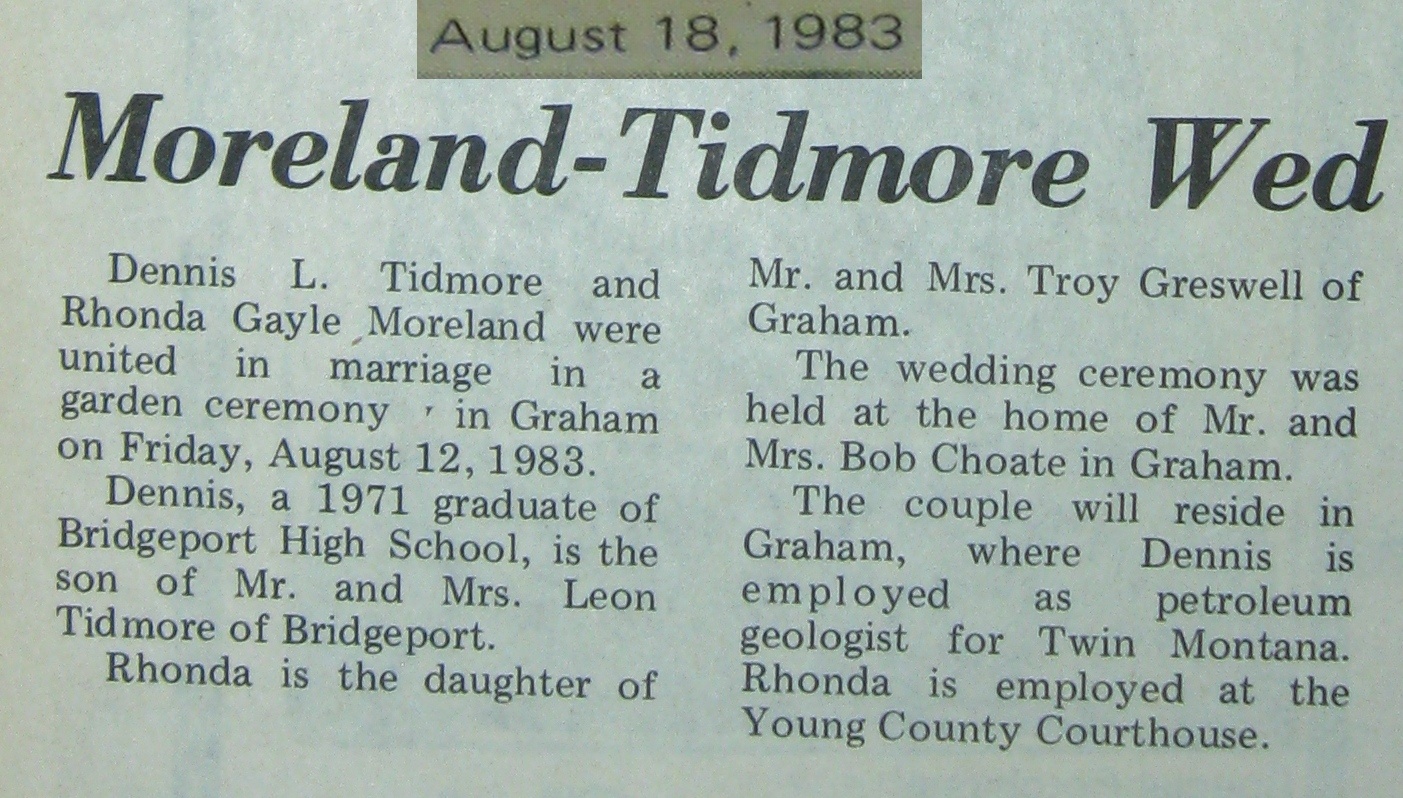 August 18, 1983
Moreland-Tidmore Wed
Dennis L. Tidmore and
Rhonda Gayle Moreland were
united in marriage in a
garden ceremony in Graham
on Friday, August 12, 1983.
Dennis, a 1971 graduate of
Bridgeport High School, is the
son of Mr. and Mrs. Leon
Tidmore of Bridgeport.
Rhonda is the daughter of
Mr. and Mrs. Troy Greswell of
Graham.
The wedding ceremony was
held at the home of Mr. and
Mrs. Bob Choate in Graham.
The couple will reside in
Graham, where Dennis is
employed as petroleum
geologist for Twin Montana.
Rhonda is employed at the
Young County Courthouse.